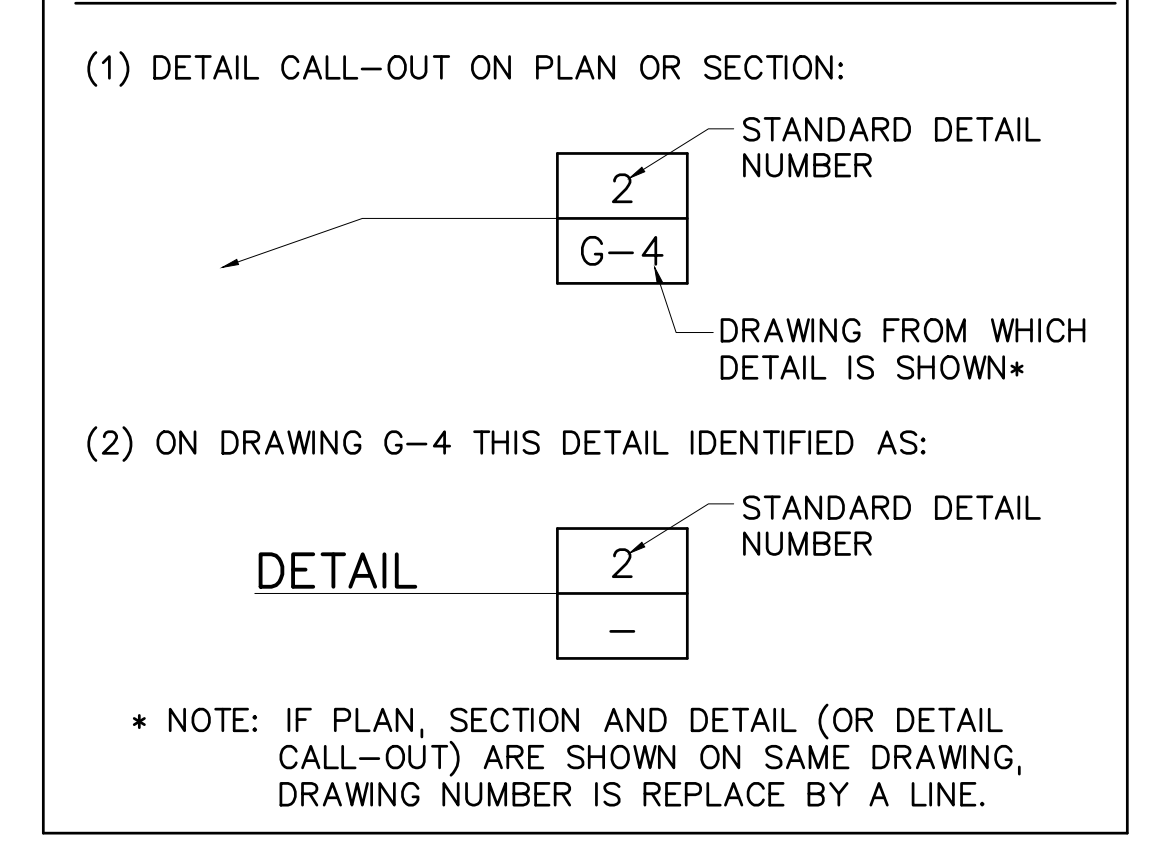 (1) DETAIL CALL-OUT ON PLAN OR SECTION:
STANDARD DETAIL
NUMBER
2
G-4
DRAWING FROM WHICH
DETAIL IS SHOWN*
(2) ON DRAWING G-4 THIS DETAIL IDENTIFIED AS:
STANDARD DETAIL
NUMBER
DETAIL
2
-
* NOTE: IF PLAN, SECTION AND DETAIL (OR DETAIL
CALL-OUT) ARE SHOWN ON SAME DRAWING,
DRAWING NUMBER IS REPLACE BY A LINE.